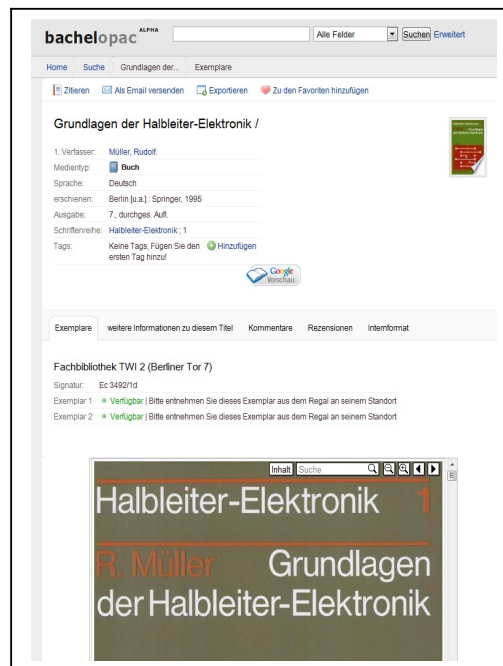 bachelopac ALPHA
Alle Felder Suchen Erweitert
Home Suche Grundlagen der... Exemplare
Zitieren Als Email versenden Exportieren Zu den Favoriten hinzufügen
Grundlagen der Halbleiter-Elektronik /
1. Verfasser: Müller, Rudolf.
Medientyp: Buch
Sprache: Deutsch
erschienen: Berlin [u.a.] : Springer, 1995
Ausgabe: 7., durchges. Aufl.
Schriftenreihe: Halbleiter-Elektronik ; 1
Tags: Keine Tags, Fügen Sie den Hinzufügen
ersten Tag hinzu!
Google
Vorschau
Exemplare weitere Informationen zu diesem Titel Kommentare Rezensionen Internformat
Fachbibliothek TWI 2 (Berliner Tor 7)
Signatur: Ec 3492/1d
Exemplar 1 Verfügbar | Bitte entnehmen Sie dieses Exemplar aus dem Regal an seinem Standort
Exemplar 2 Verfügbar | Bitte entnehmen Sie dieses Exemplar aus dem Regal an seinem Standort
Inhalt Suche
Halbleiter-Elektronik 1
R. Müller Grundlagen
der Halbleiter-Elektronik